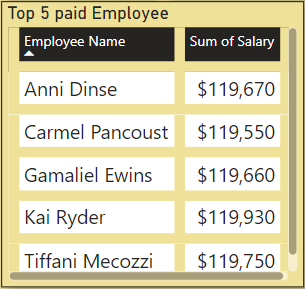 Top 5 paid Employee
Employee Name Sum of Salary
Anni Dinse $119,670
Carmel Pancoust $119,550
Gamaliel Ewins $119,660
Kai Ryder $119,930
Tiffani Mecozzi $119,750